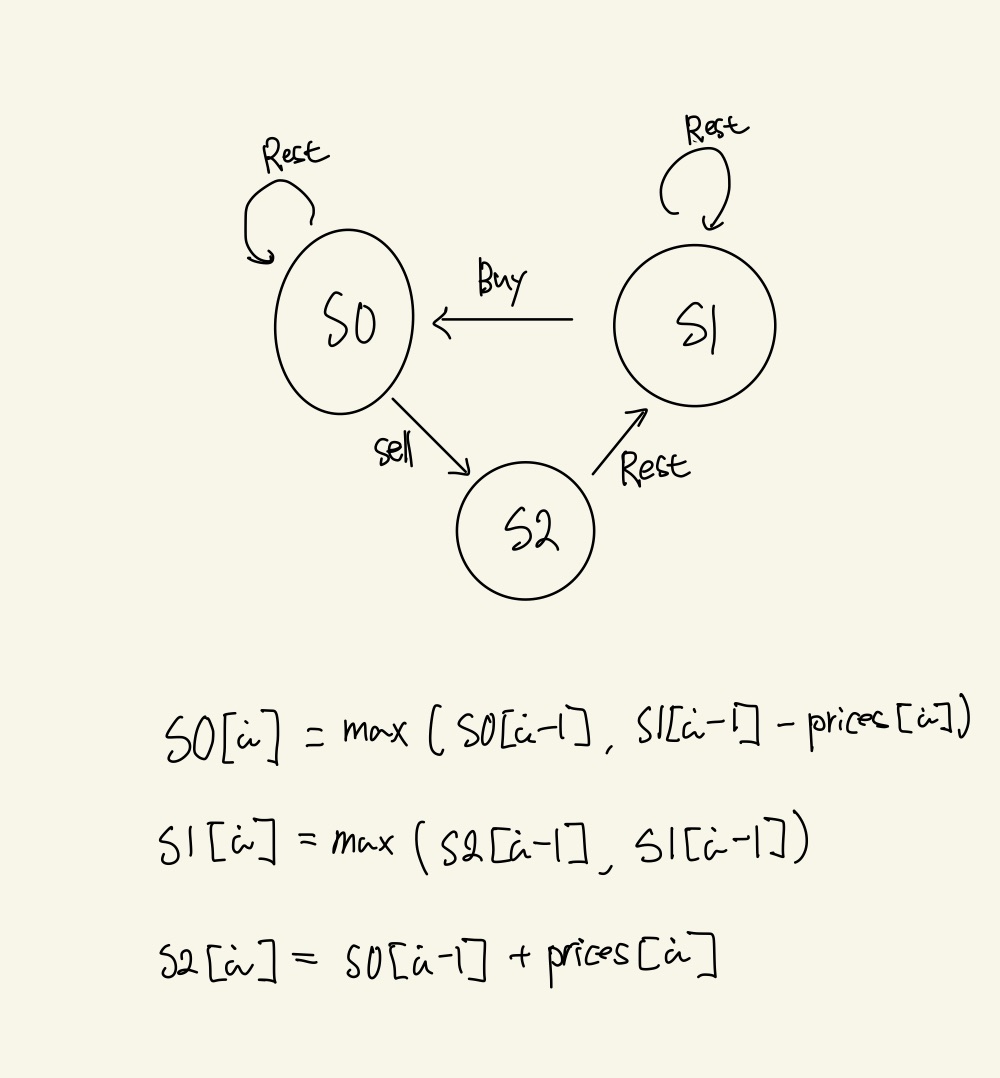 Rest
Rest
Buy
S0
S1
sell
Rest
S2
S0[i] = max (S0[i-1], S1[i-1] - prices[i])
S1[i] = max (S2[i-1], S1[i-1])
S2[i] = S0[i-1] + prices[i]